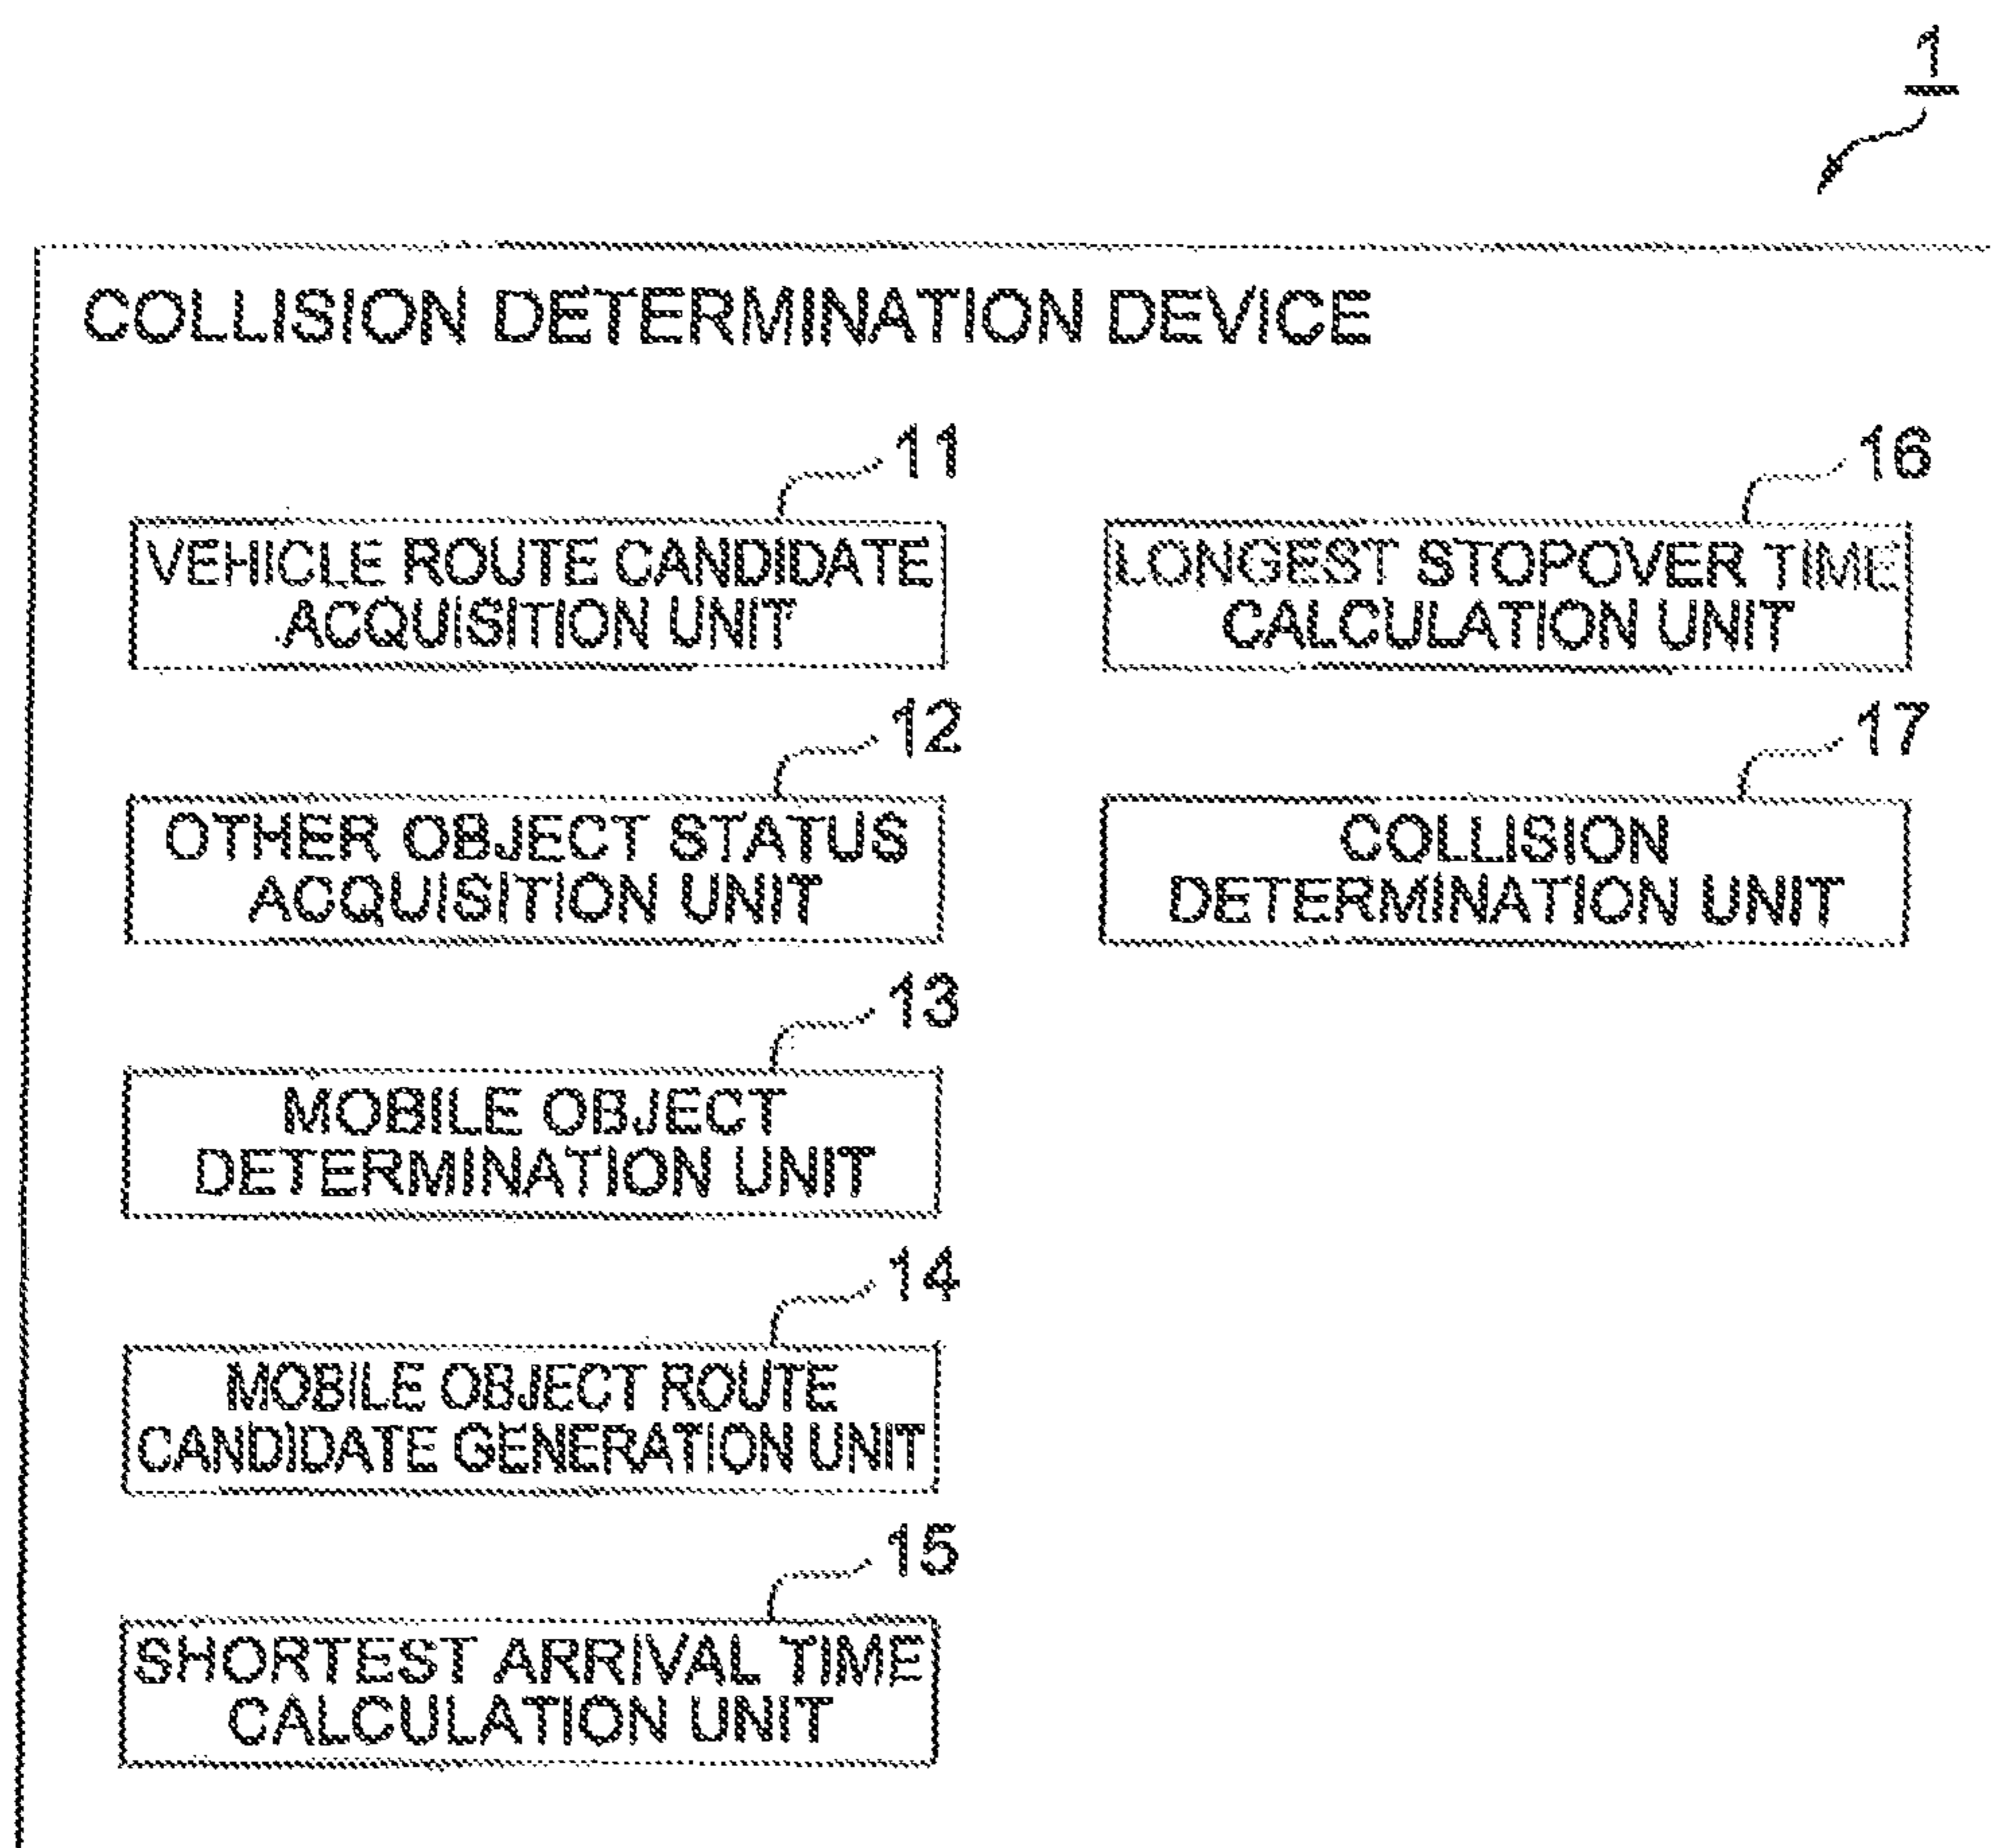 1
COLLISION DETERMINATION DEVICE
11
VEHICLE ROUTE CANDIDATE
ACQUISITION UNIT
12
OTHER OBJECT STATUS
ACQUISITION UNIT
13
MOBILE OBJECT
DETERMINATION UNIT
14
MOBILE OBJECT ROUTE
CANDIDATE GENERATION UNIT
15
SHORTEST ARRIVAL TIME
CALCULATION UNIT
16
LONGEST STOPOVER TIME
CALCULATION UNIT
17
COLLISION
DETERMINATION UNIT